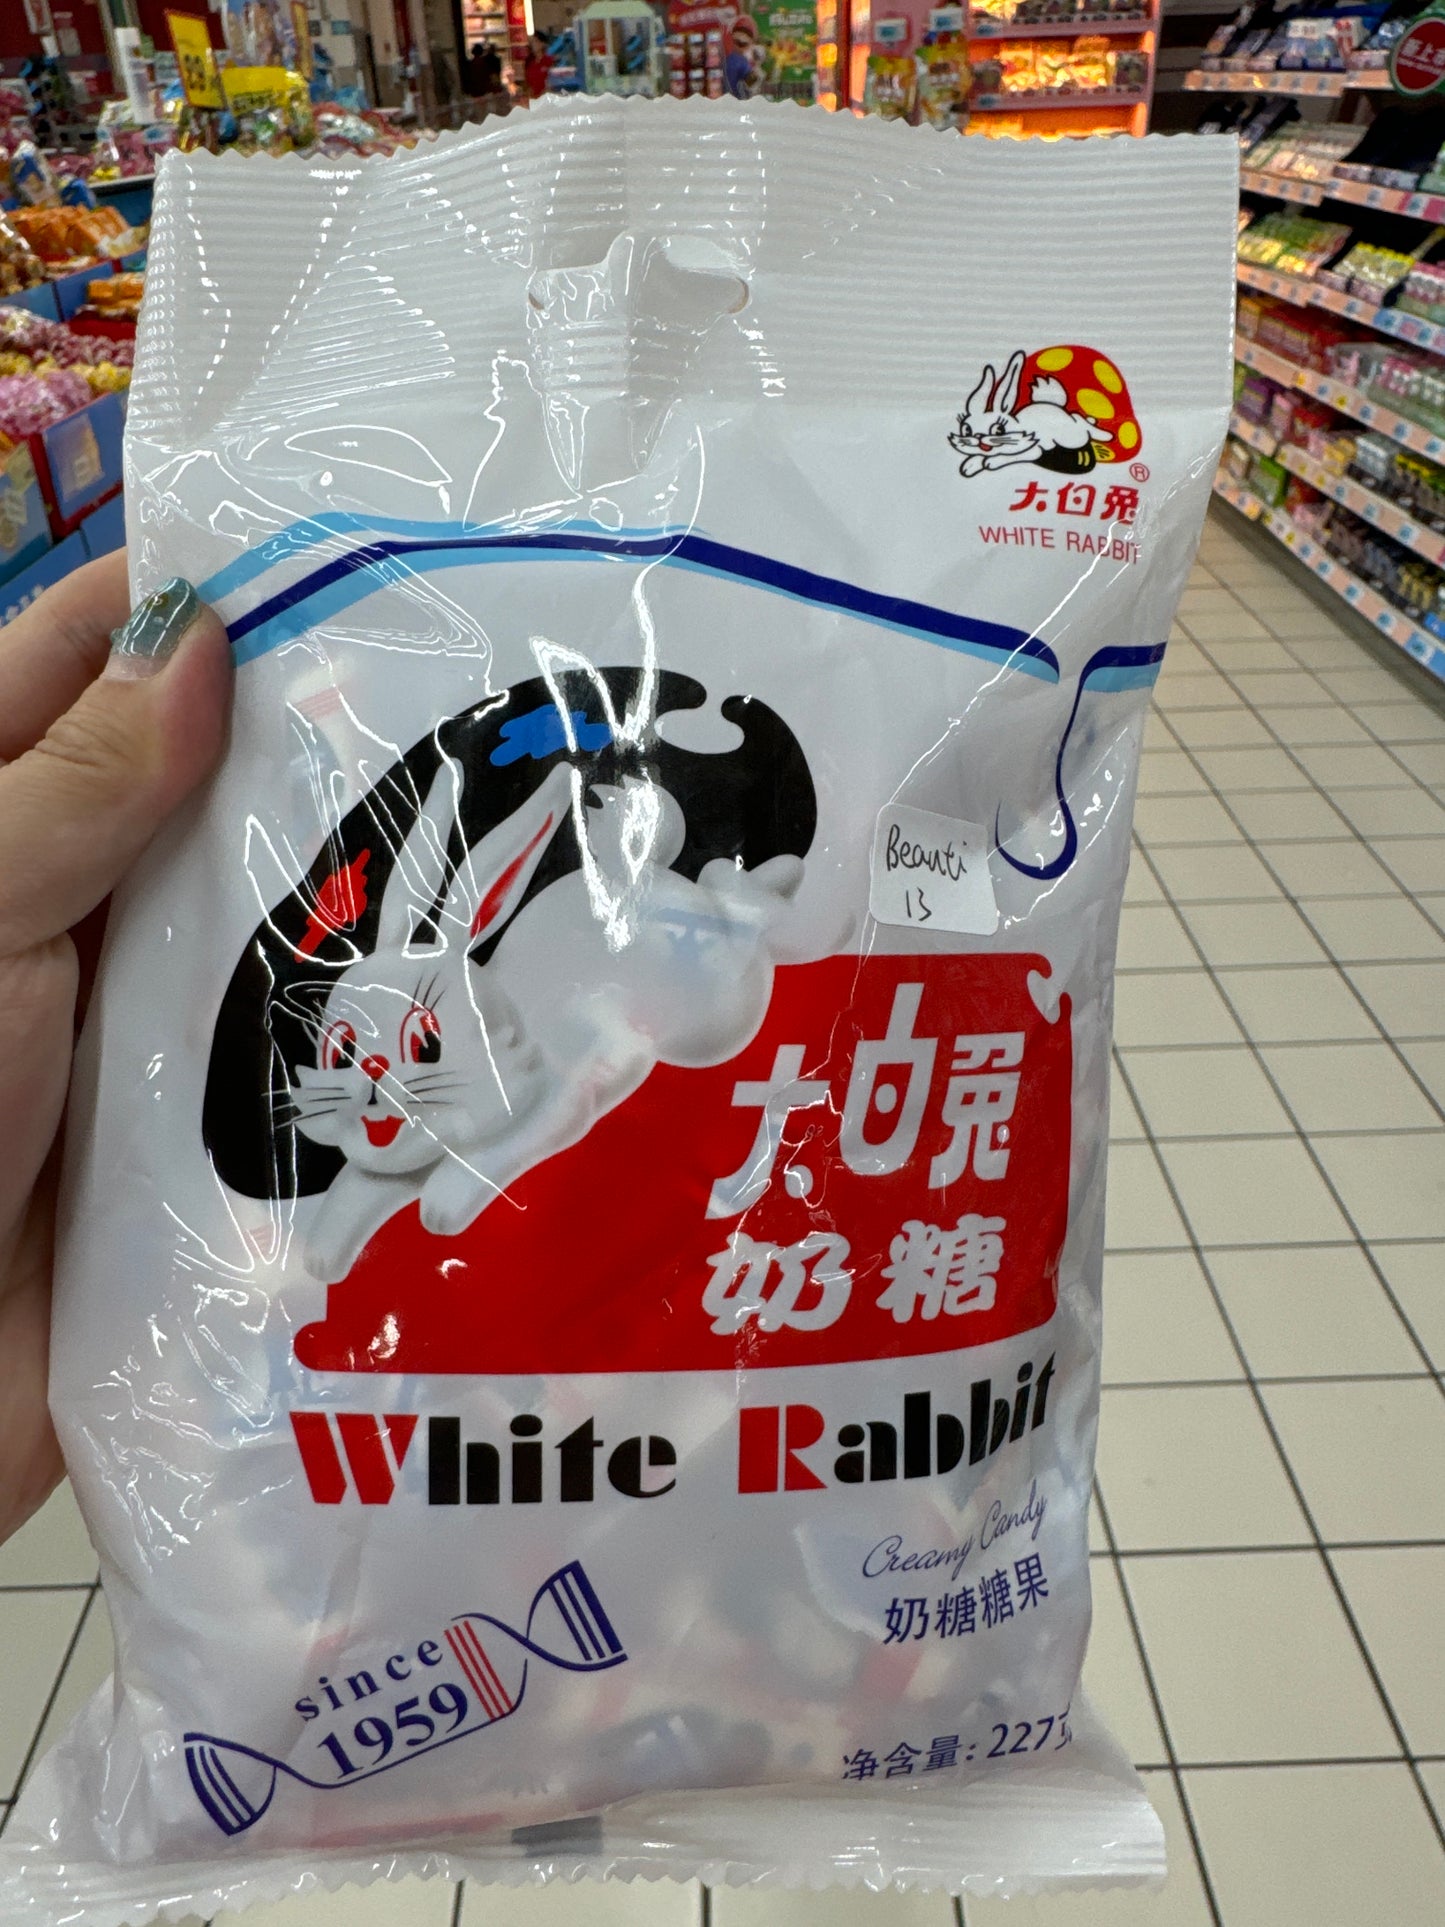 大白兔
WHITE RABBIT
Beauti
13
大白兔
奶糖
White Rabbit
Creamy Candy
奶糖糖果
since
1959
净含量: 227克